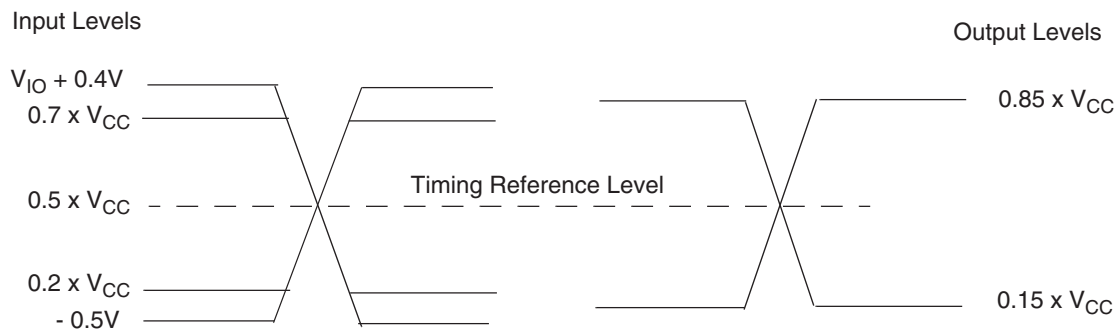 Input Levels
Output Levels
V_IO + 0.4V
0.7 x V_CC
0.85 x V_CC
Timing Reference Level
0.5 x V_CC
0.2 x V_CC
0.15 x V_CC
- 0.5V